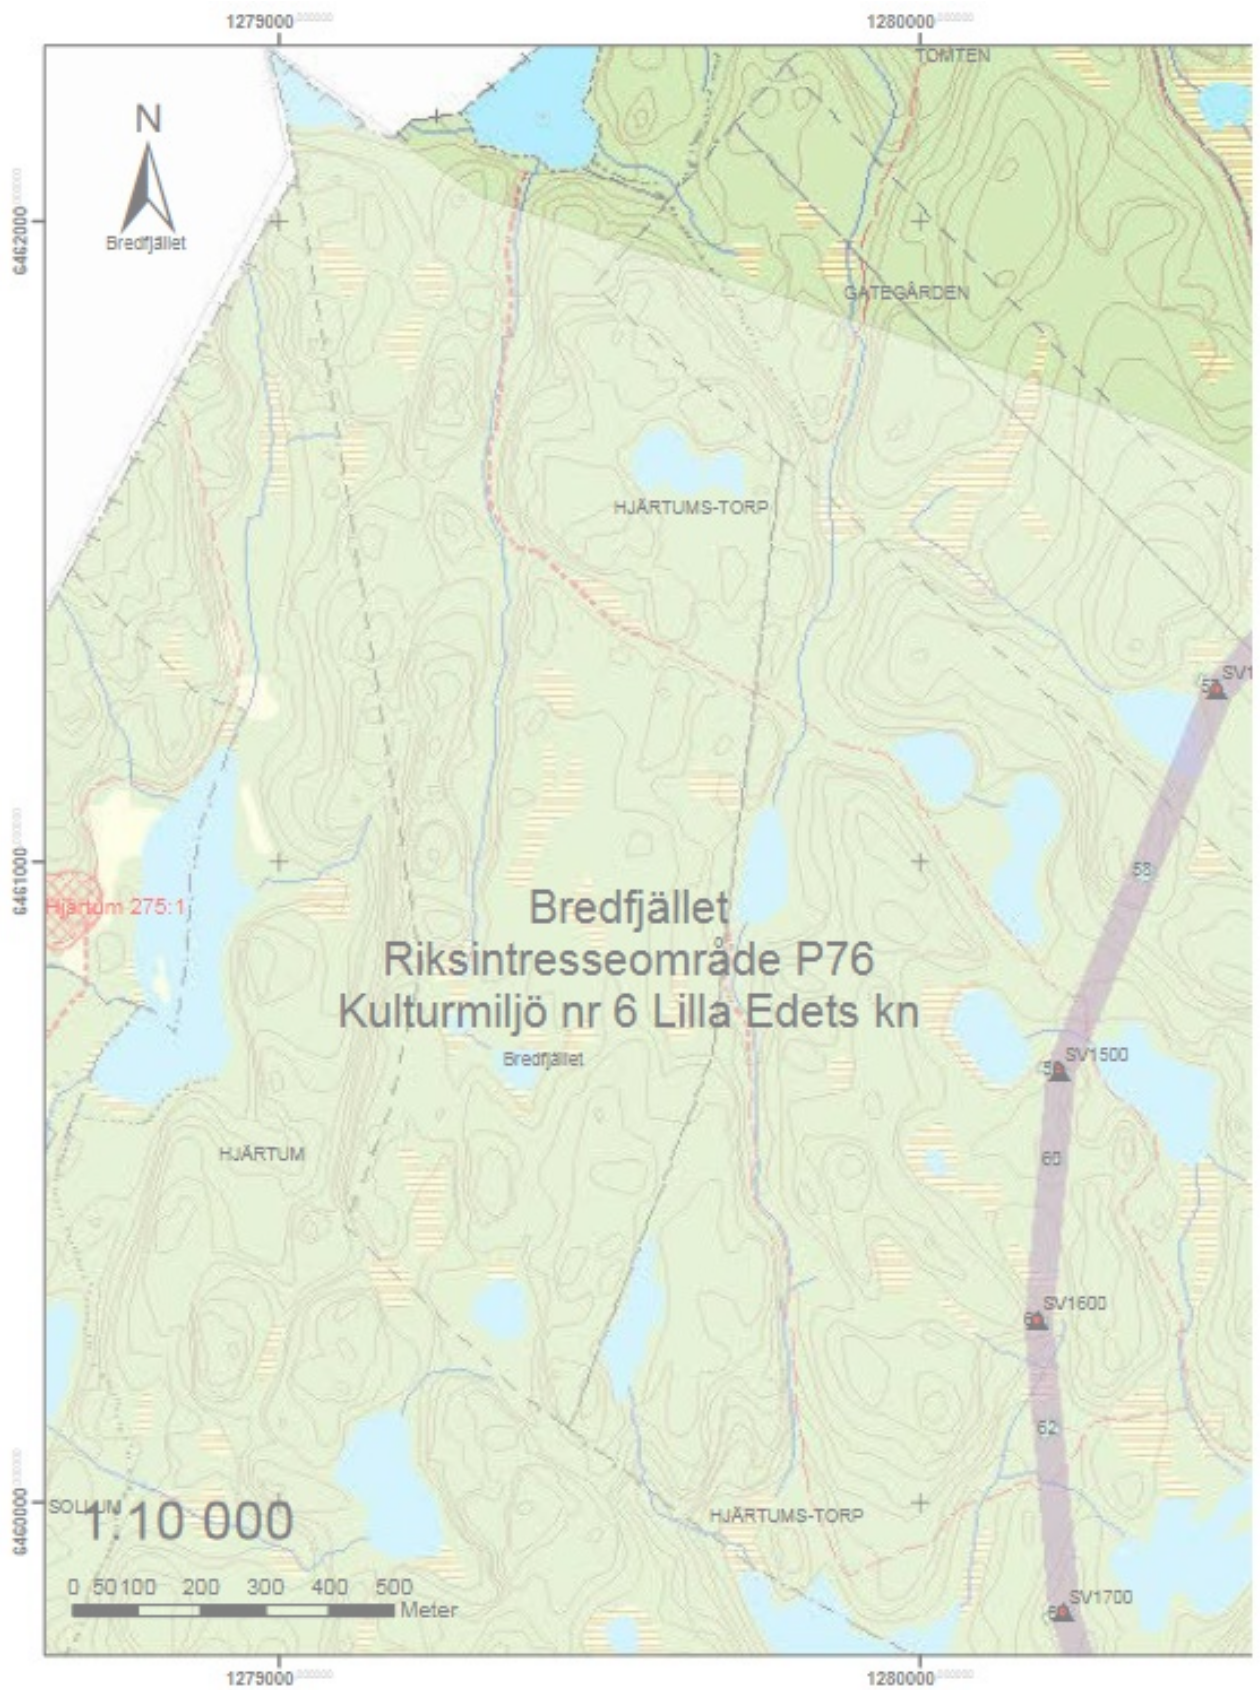 1279000 1280000
TOMTEN
N
Bredfjället
6462000
GATEGÅRDEN
HJÄRTUMS-TORP
SV1
58
6461000
Hjärtum 275:1
Bredfjället
Riksintresseområde P76
Kulturmiljö nr 6 Lilla Edets kn
Bredfjället
SV1500
HJÄRTUM
60
SV1600
62
SOLLUM
1:10 000
HJÄRTUMS-TORP
6460000
0 50 100 200 300 400 500
Meter
SV1700
1279000 1280000